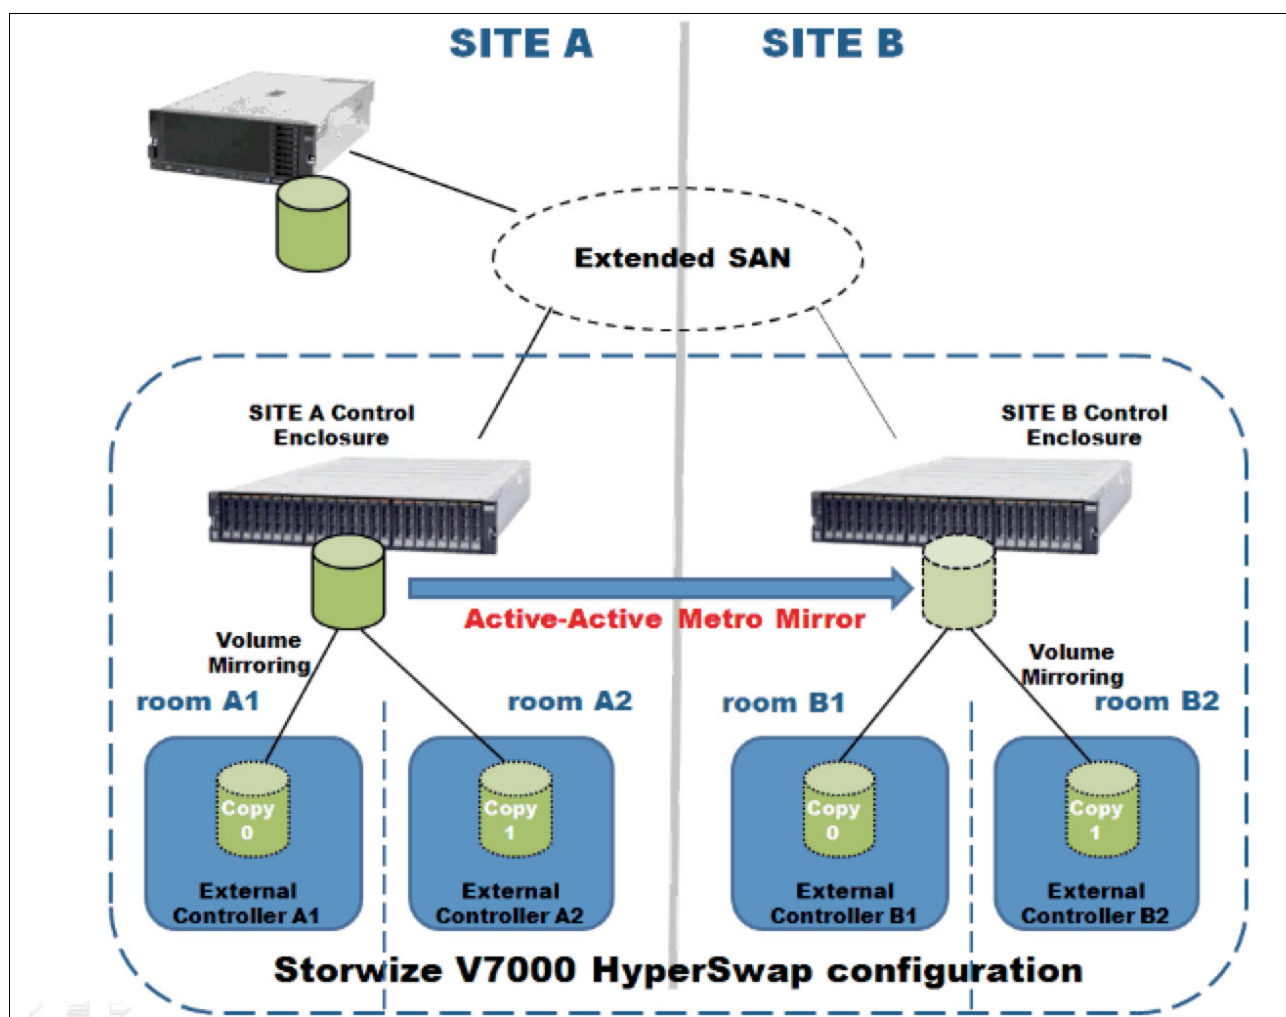 SITE A
SITE B
Extended SAN
SITE A Control
Enclosure
SITE B Control
Enclosure
Active-Active Metro Mirror
Volume
Mirroring
Volume
Mirroring
room A1
room A2
room B1
room B2
Copy
0
Copy
1
Copy
0
Copy
1
External
Controller A1
External
Controller A2
External
Controller B1
External
Controller B2
Storwize V7000 HyperSwap configuration